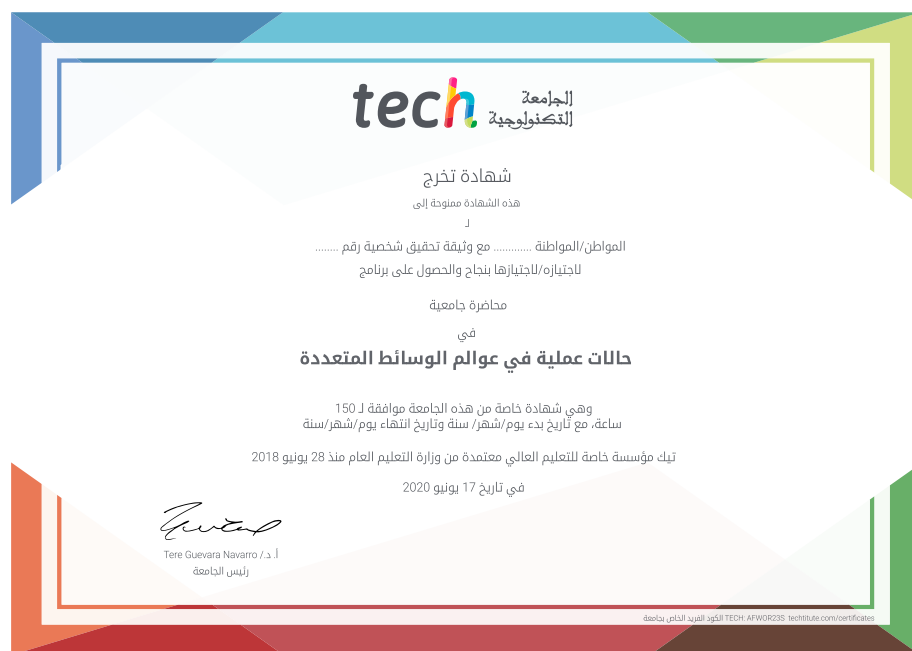 tech الجامعة
التكنولوجية
شهادة تخرج
هذه الشهادة ممنوحة إلى
لـ
المواطن/المواطنة ............. مع وثيقة تحقيق شخصية رقم ........
لاجتيازه/لاجتيازها بنجاح والحصول على برنامج
محاضرة جامعية
في
حالات عملية في عوالم الوسائط المتعددة
وهي شهادة خاصة من هذه الجامعة موافقة لـ 150
ساعة، مع تاريخ بدء يوم/شهر/ سنة وتاريخ انتهاء يوم/شهر/سنة
تيك مؤسسة خاصة للتعليم العالي معتمدة من وزارة التعليم العام منذ 28 يونيو 2018
في تاريخ 17 يونيو 2020
أ. د./ Tere Guevara Navarro
رئيس الجامعة
الكود الفريد الخاص بجامعة TECH: AFWOR23S techtitute.com/certificates